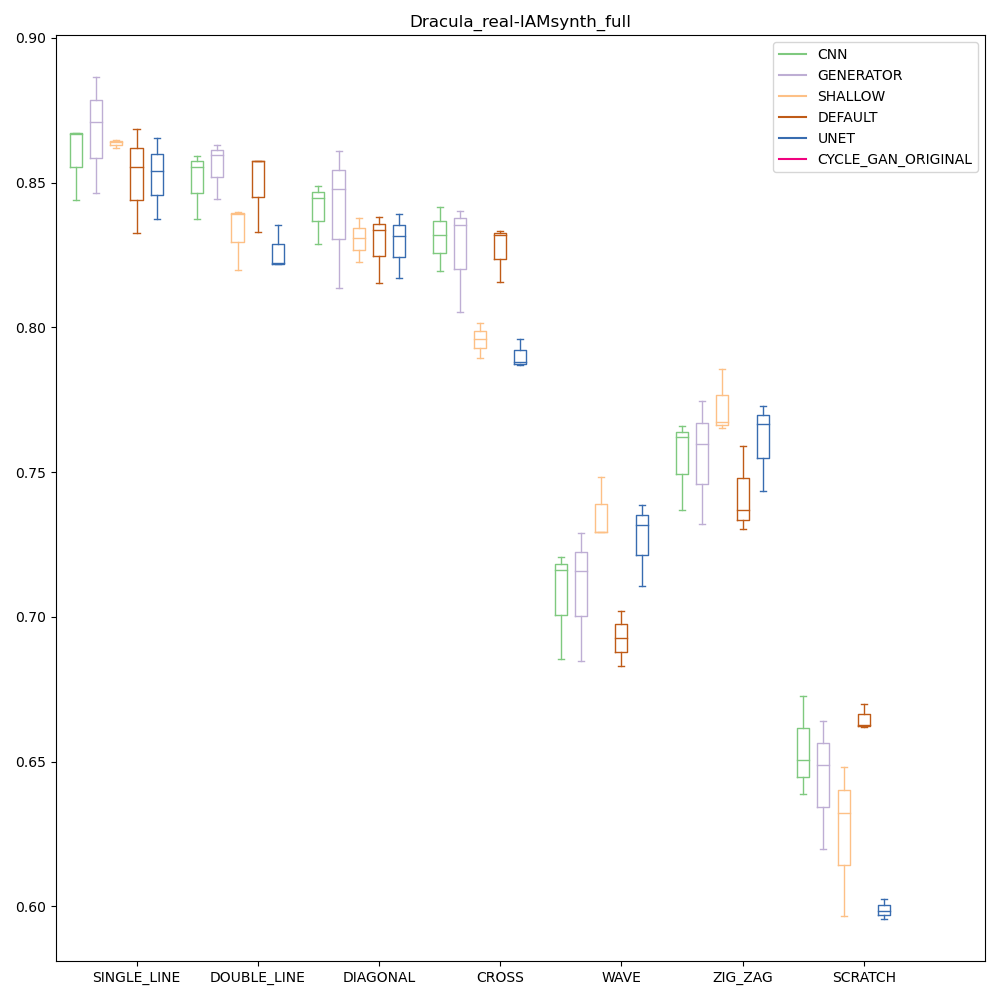 Dracula_real-IAMsynth_full
0.90
0.85
0.80
0.75
0.70
0.65
0.60
CNN
GENERATOR
SHALLOW
DEFAULT
UNET
CYCLE_GAN_ORIGINAL
SINGLE_LINE DOUBLE_LINE DIAGONAL CROSS WAVE ZIG_ZAG SCRATCH